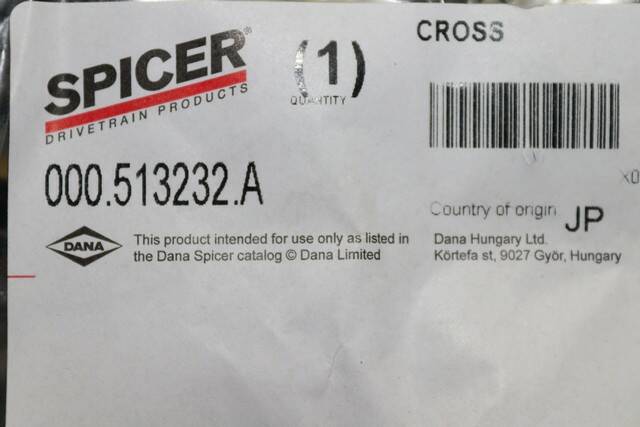 SPICER®
DRIVETRAIN PRODUCTS
(1)
QUANTITY
CROSS
000.513232.A
X0
Country of origin JP
DANA
This product intended for use only as listed in
the Dana Spicer catalog © Dana Limited
Dana Hungary Ltd.
Körtefa st, 9027 Győr, Hungary